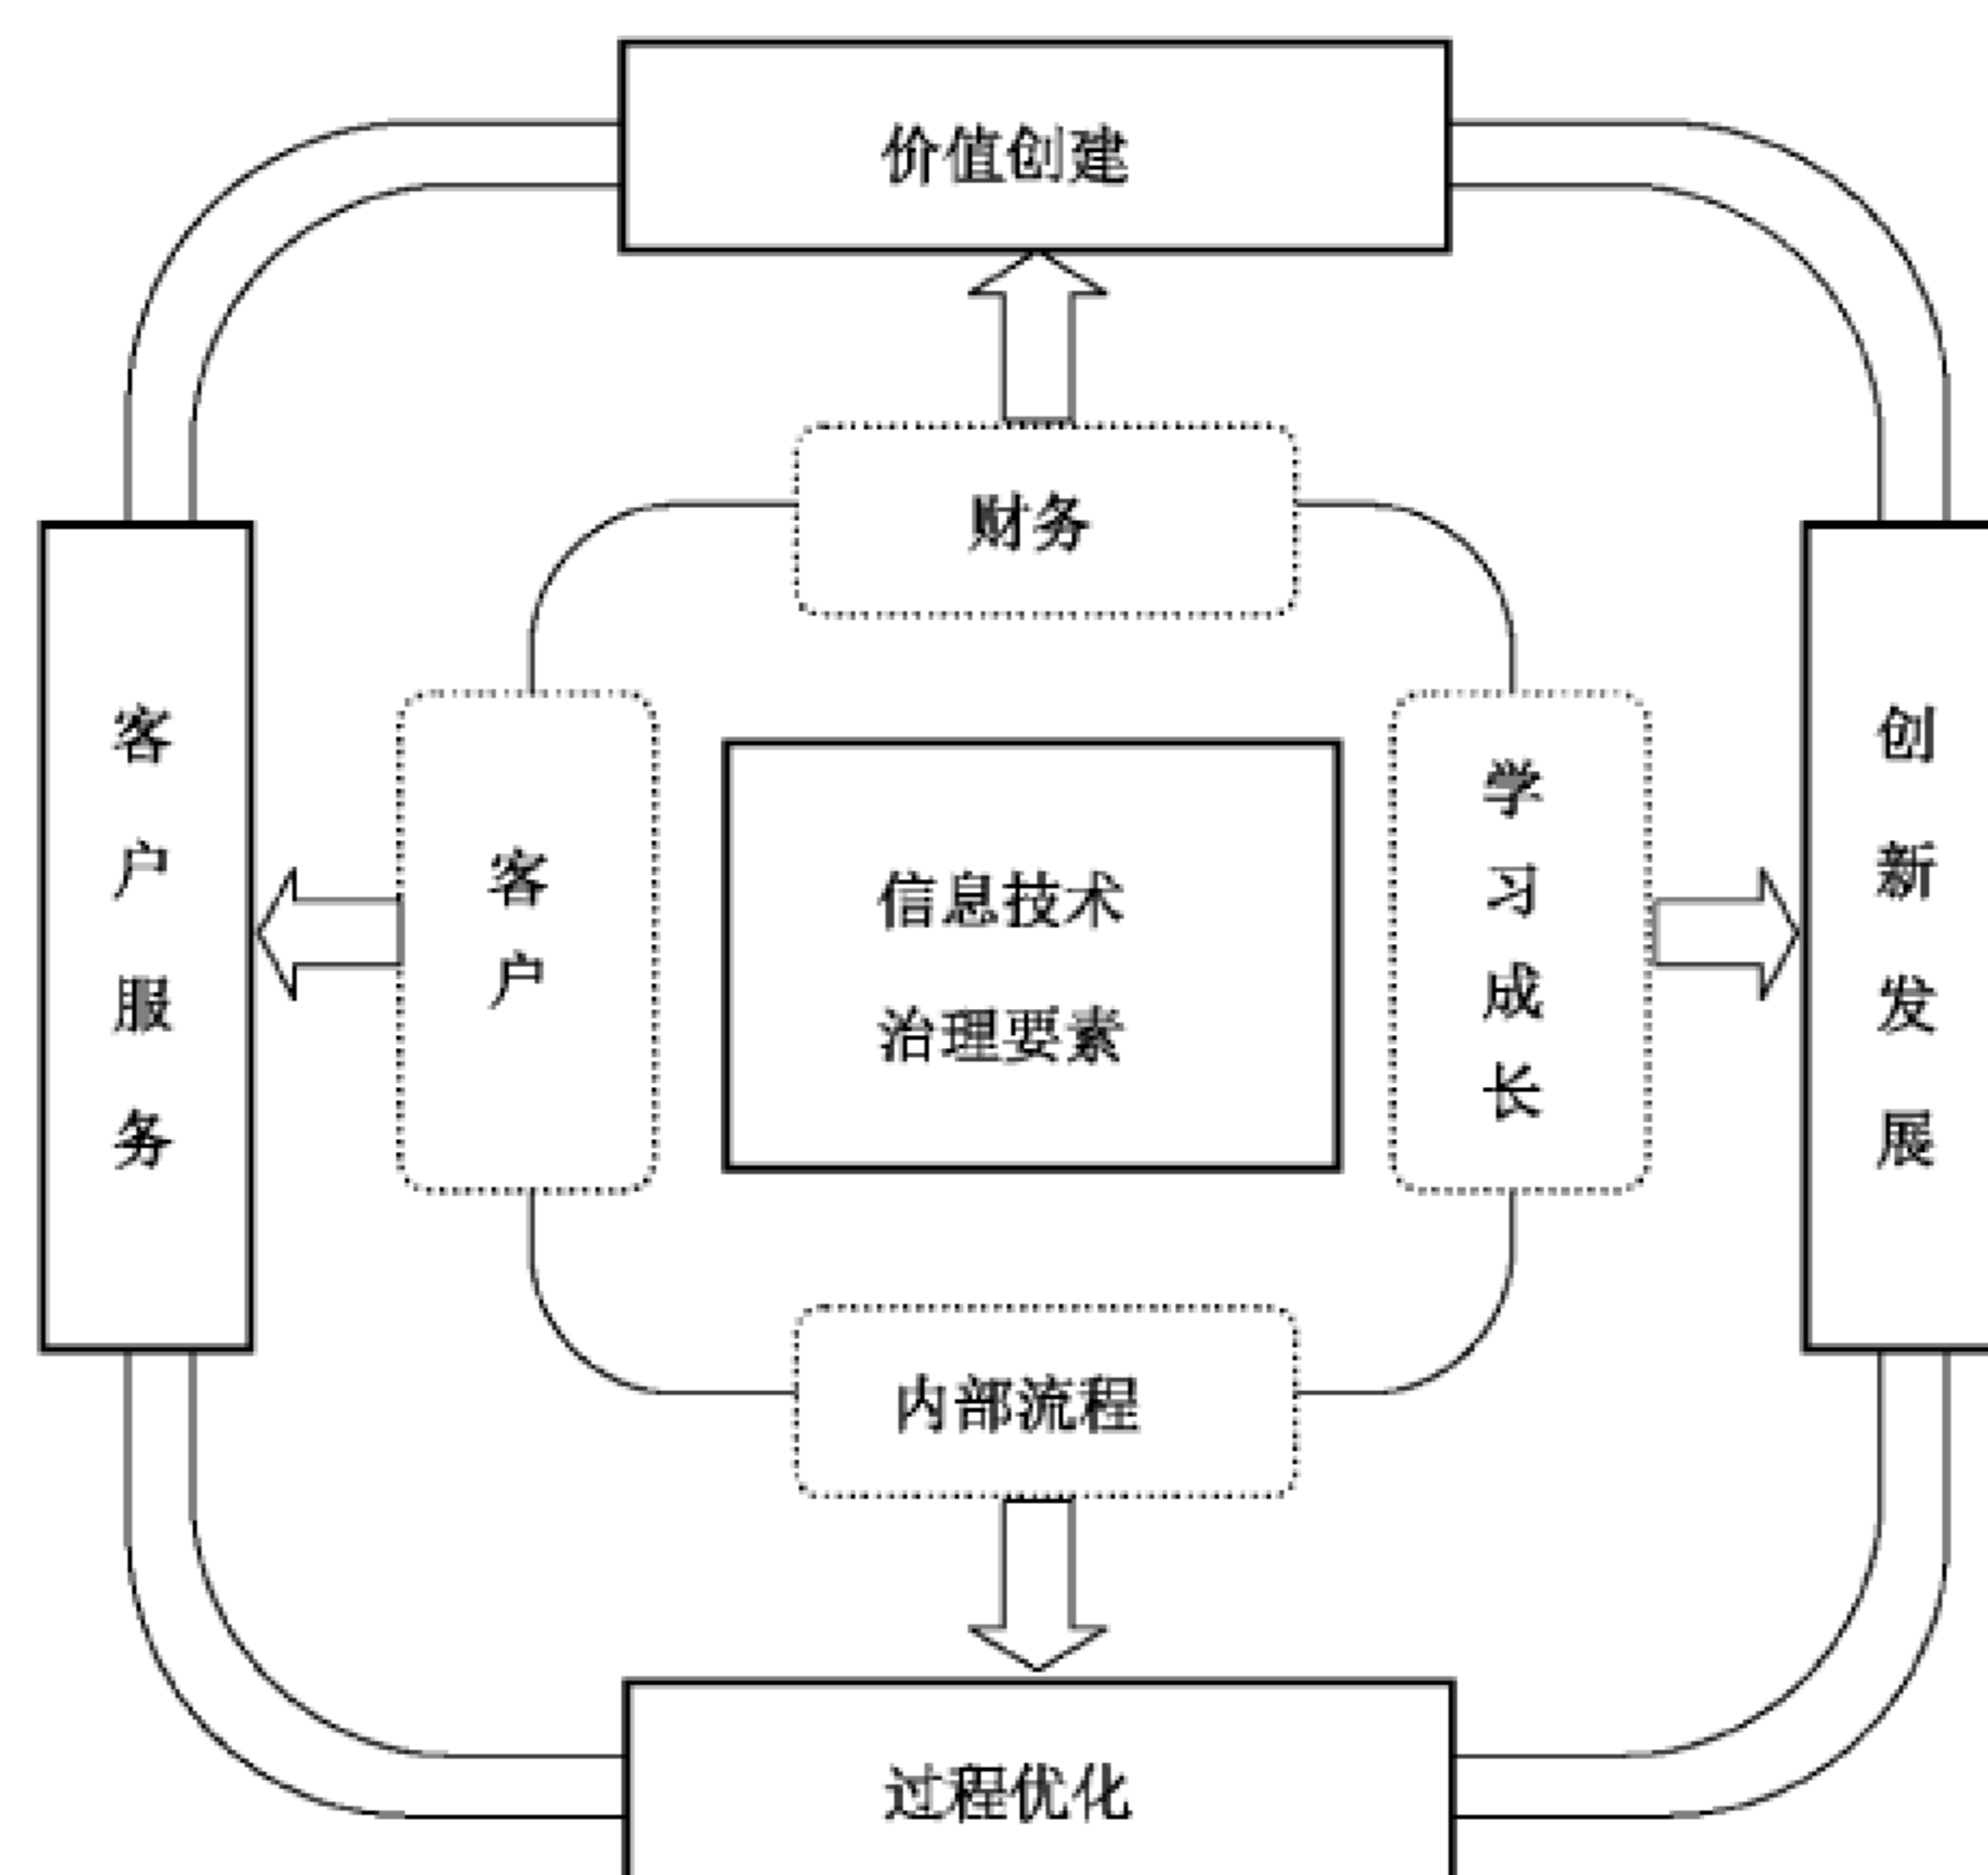 价值创建
财务
客户服务
客户
信息技术
治理要素
学习成长
创新发展
内部流程
过程优化